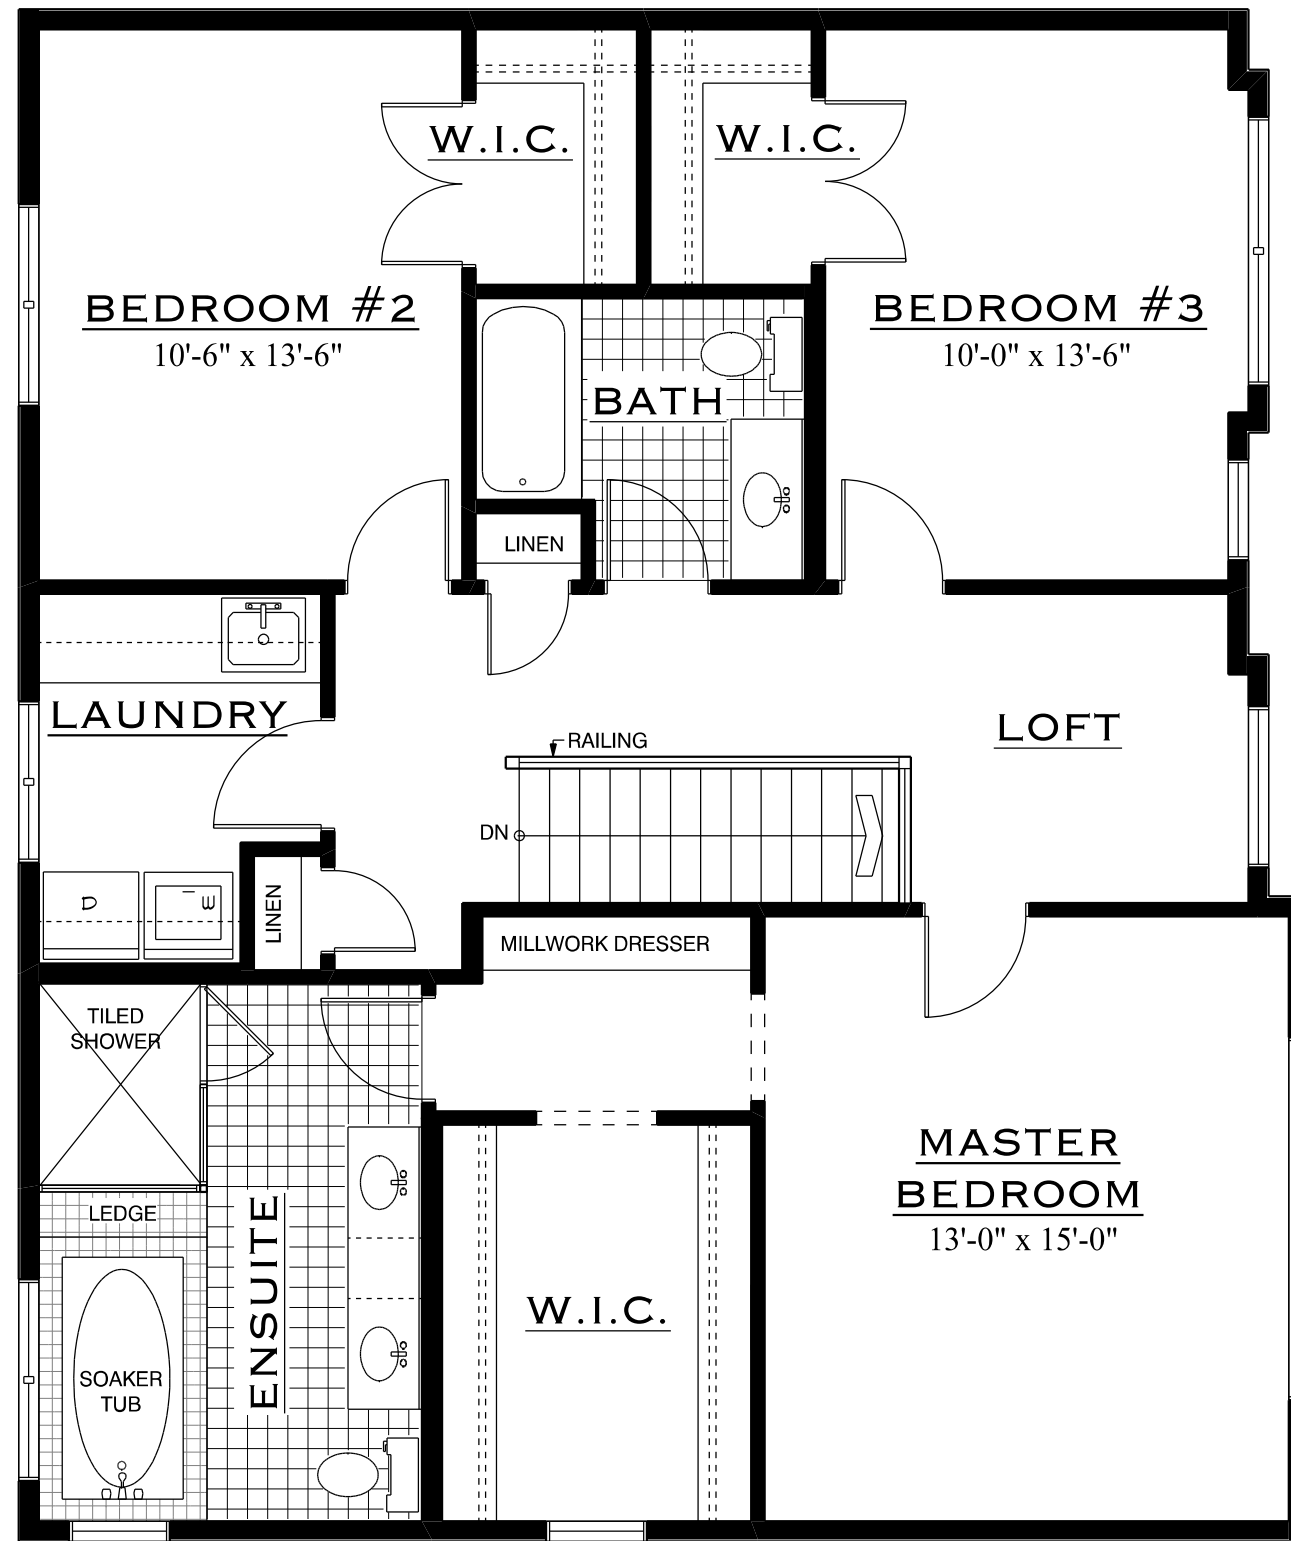 W.I.C.
W.I.C.
BEDROOM #2
10'-6" x 13'-6"
BEDROOM #3
10'-0" x 13'-6"
BATH
LINEN
LAUNDRY
LOFT
RAILING
DN
D
W
LINEN
MILLWORK DRESSER
TILED
SHOWER
MASTER
BEDROOM
13'-0" x 15'-0"
LEDGE
ENSUITE
W.I.C.
SOAKER
TUB